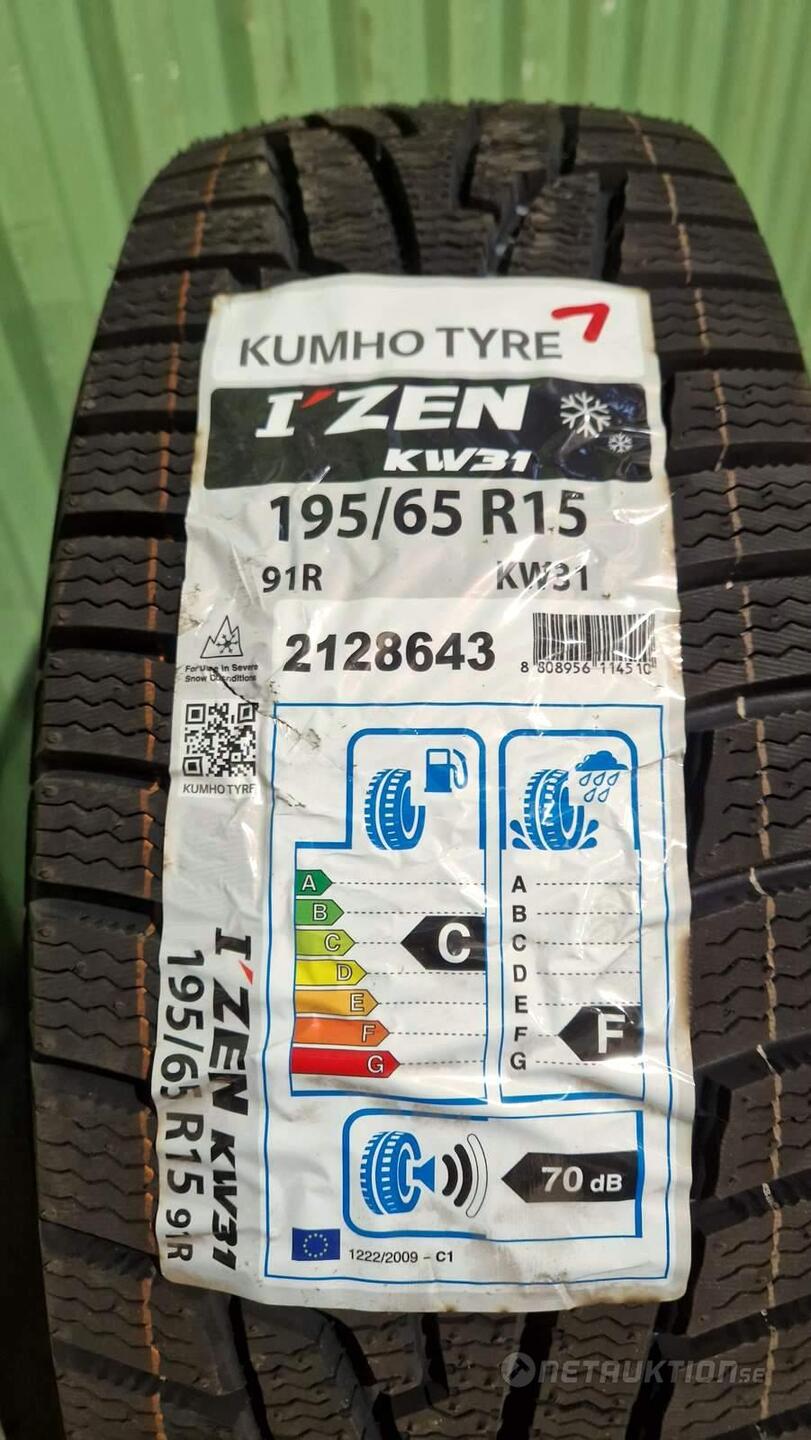 KUMHO TYRE
I'ZEN
KW31
195/65 R15
91R KW31
2128643
8 808956 114510
For Use in Severe
Snow Conditions
KUMHO TYRE
A
B
C
D
E
F
G
C
A
B
C
D
E
F
G
F
70 dB
1222/2009 – C1
I'ZEN KW31
195/65 R15 91R
NETAUKTION.SE